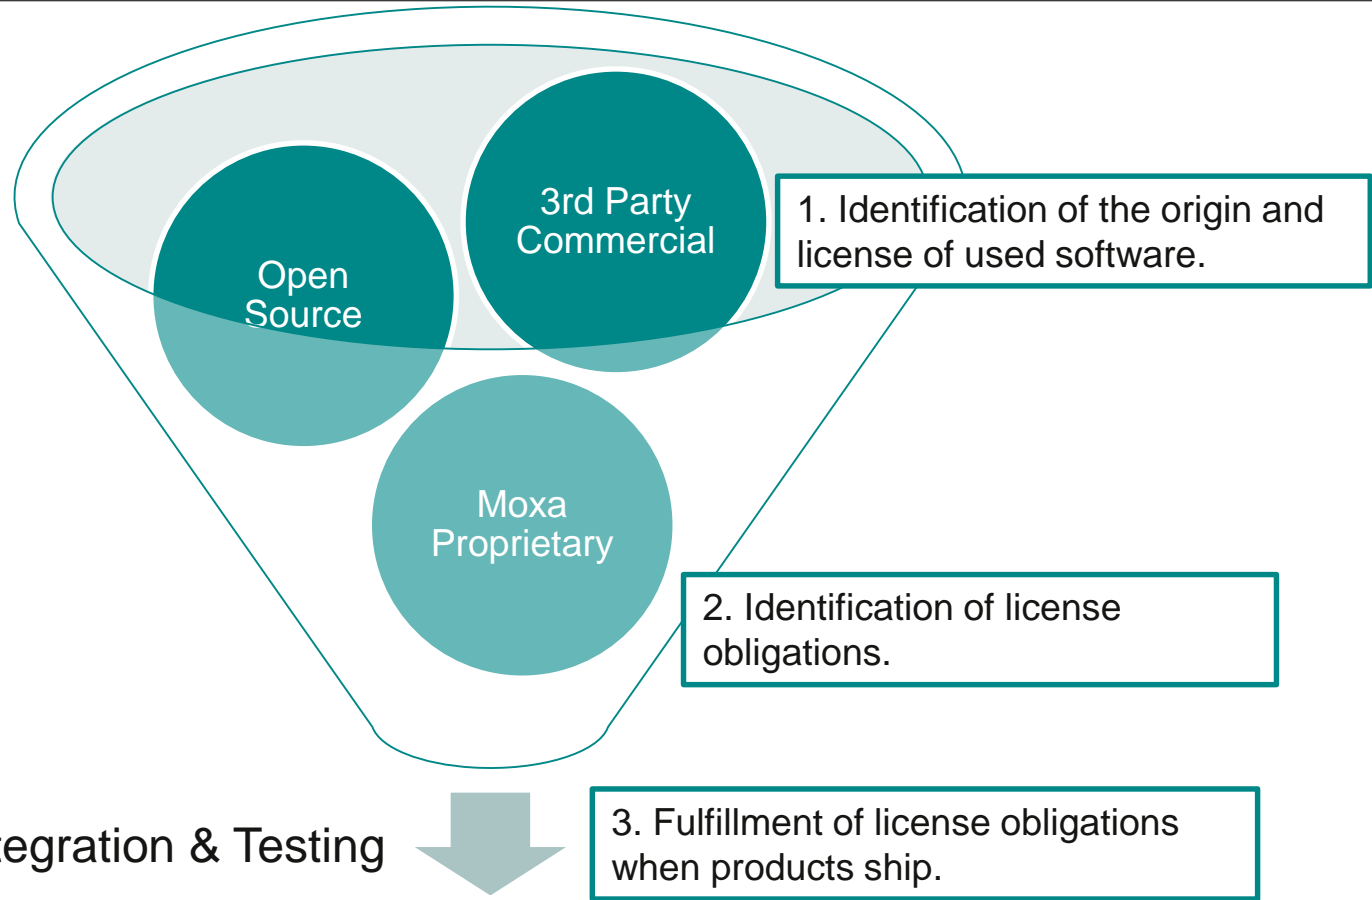 3rd Party
Commercial
1. Identification of the origin and
license of used software.
Open
Source
Moxa
Proprietary
2. Identification of license
obligations.
tegration & Testing
3. Fulfillment of license obligations
when products ship.